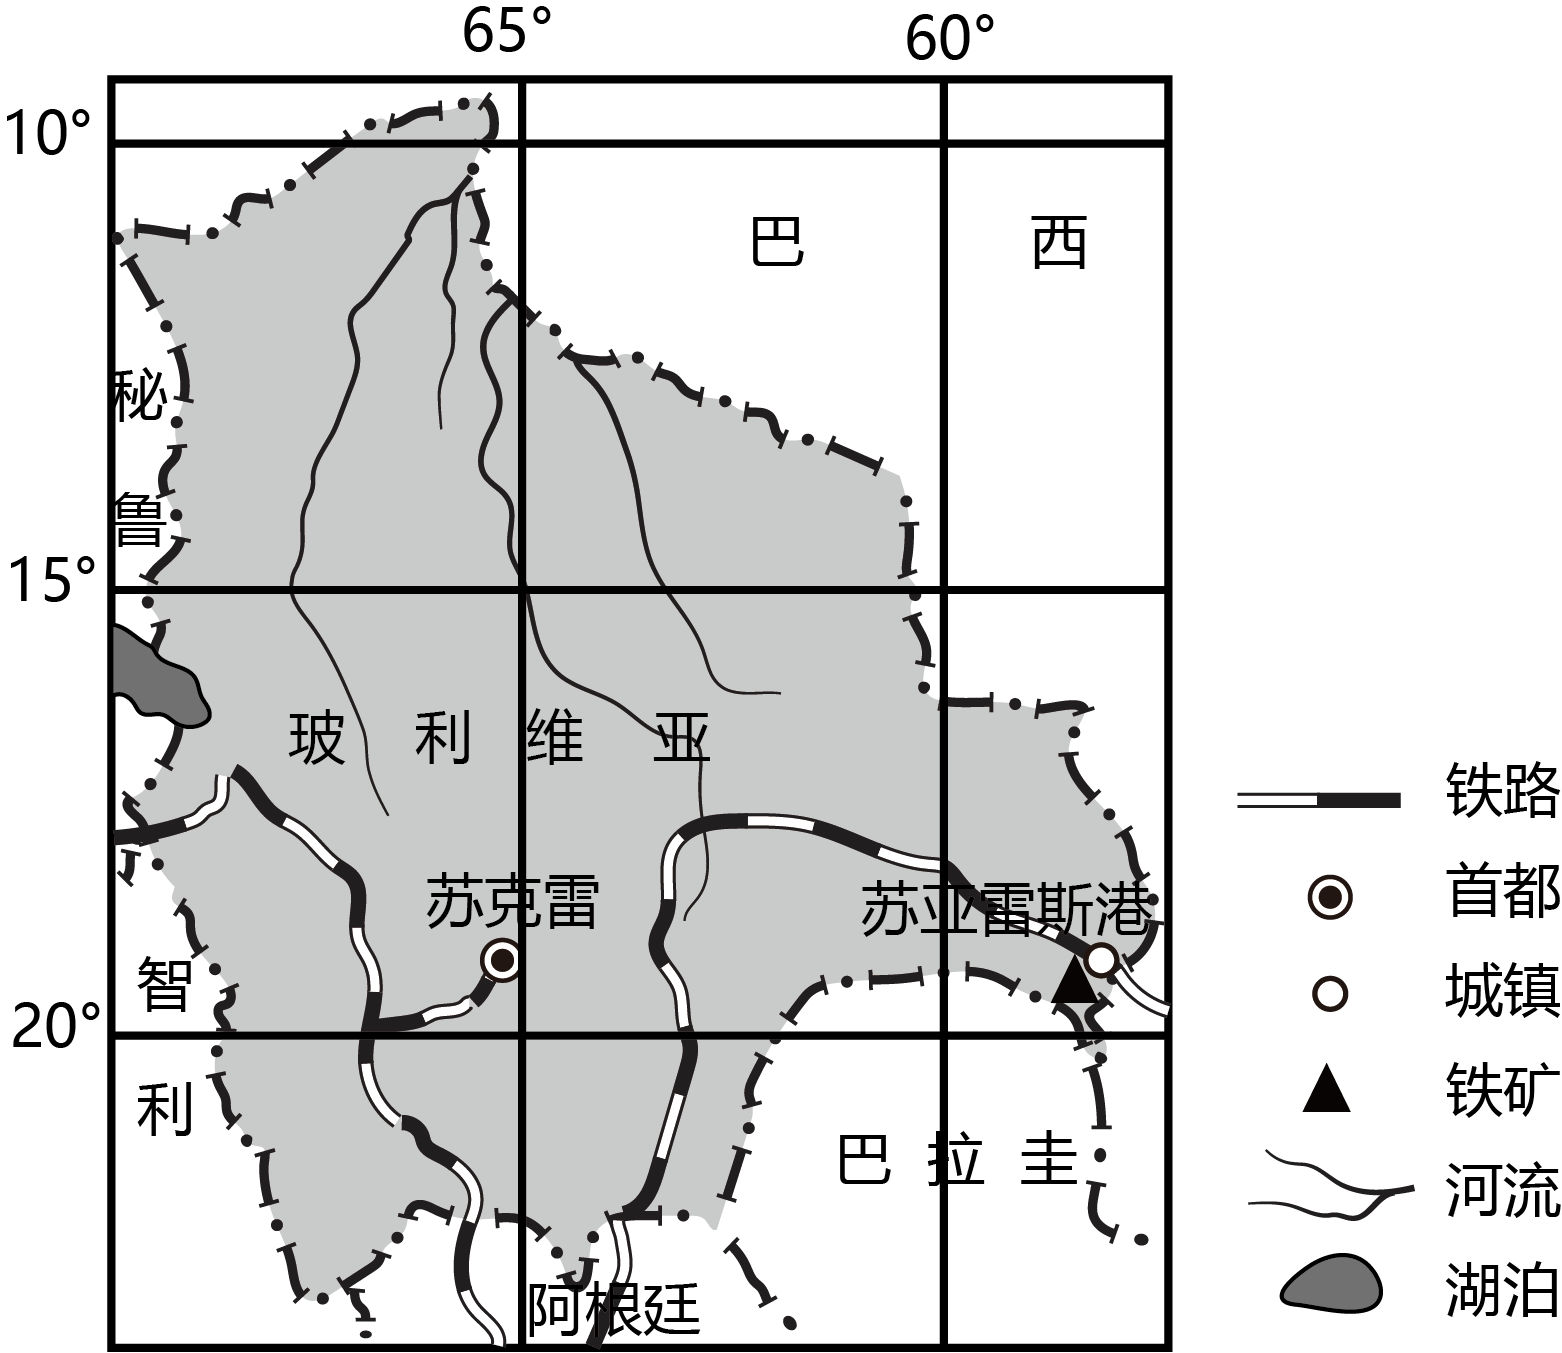 65° 60°
10°
巴 西
秘
鲁
15°
玻 利 维 亚
铁路
苏克雷 苏亚雷斯港
首都
智
城镇
20°
铁矿
利
巴 拉 圭
河流
阿根廷
湖泊